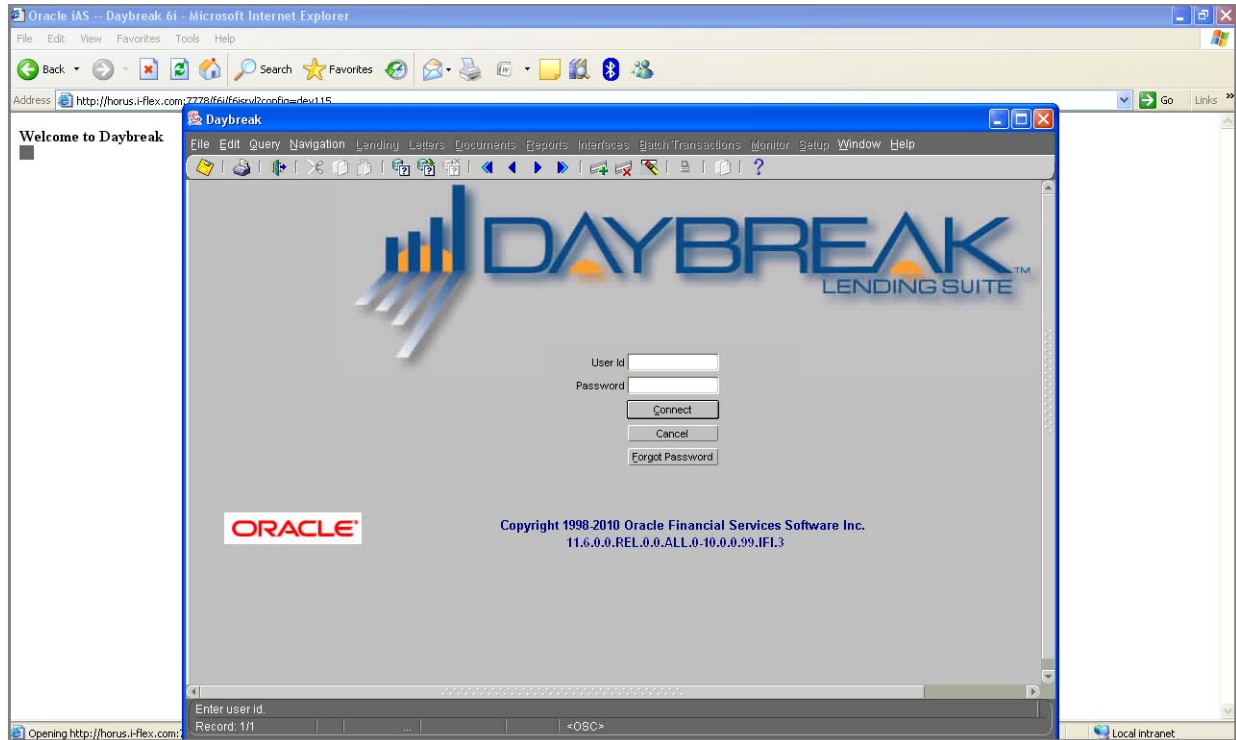 Oracle iAS -- Daybreak 6i - Microsoft Internet Explorer
File Edit View Favorites Tools Help
Back Search Favorites
Address http://horus.i-flex.com:7778/f6i/f6isrvl?config=dev115 Go Links »
Welcome to Daybreak
Daybreak
File Edit Query Navigation Lending Letters Documents Reports Interfaces Batch Transactions Monitor Setup Window Help
DAYBREAK™
LENDING SUITE
User Id
Password
Connect
Cancel
Forgot Password
ORACLE®
Copyright 1998-2010 Oracle Financial Services Software Inc.
11.6.0.0.REL.0.0.ALL.0-10.0.0.99.IFI.3
Enter user id.
Record: 1/1 ... <OSC>
Opening http://horus.i-flex.com: Local intranet